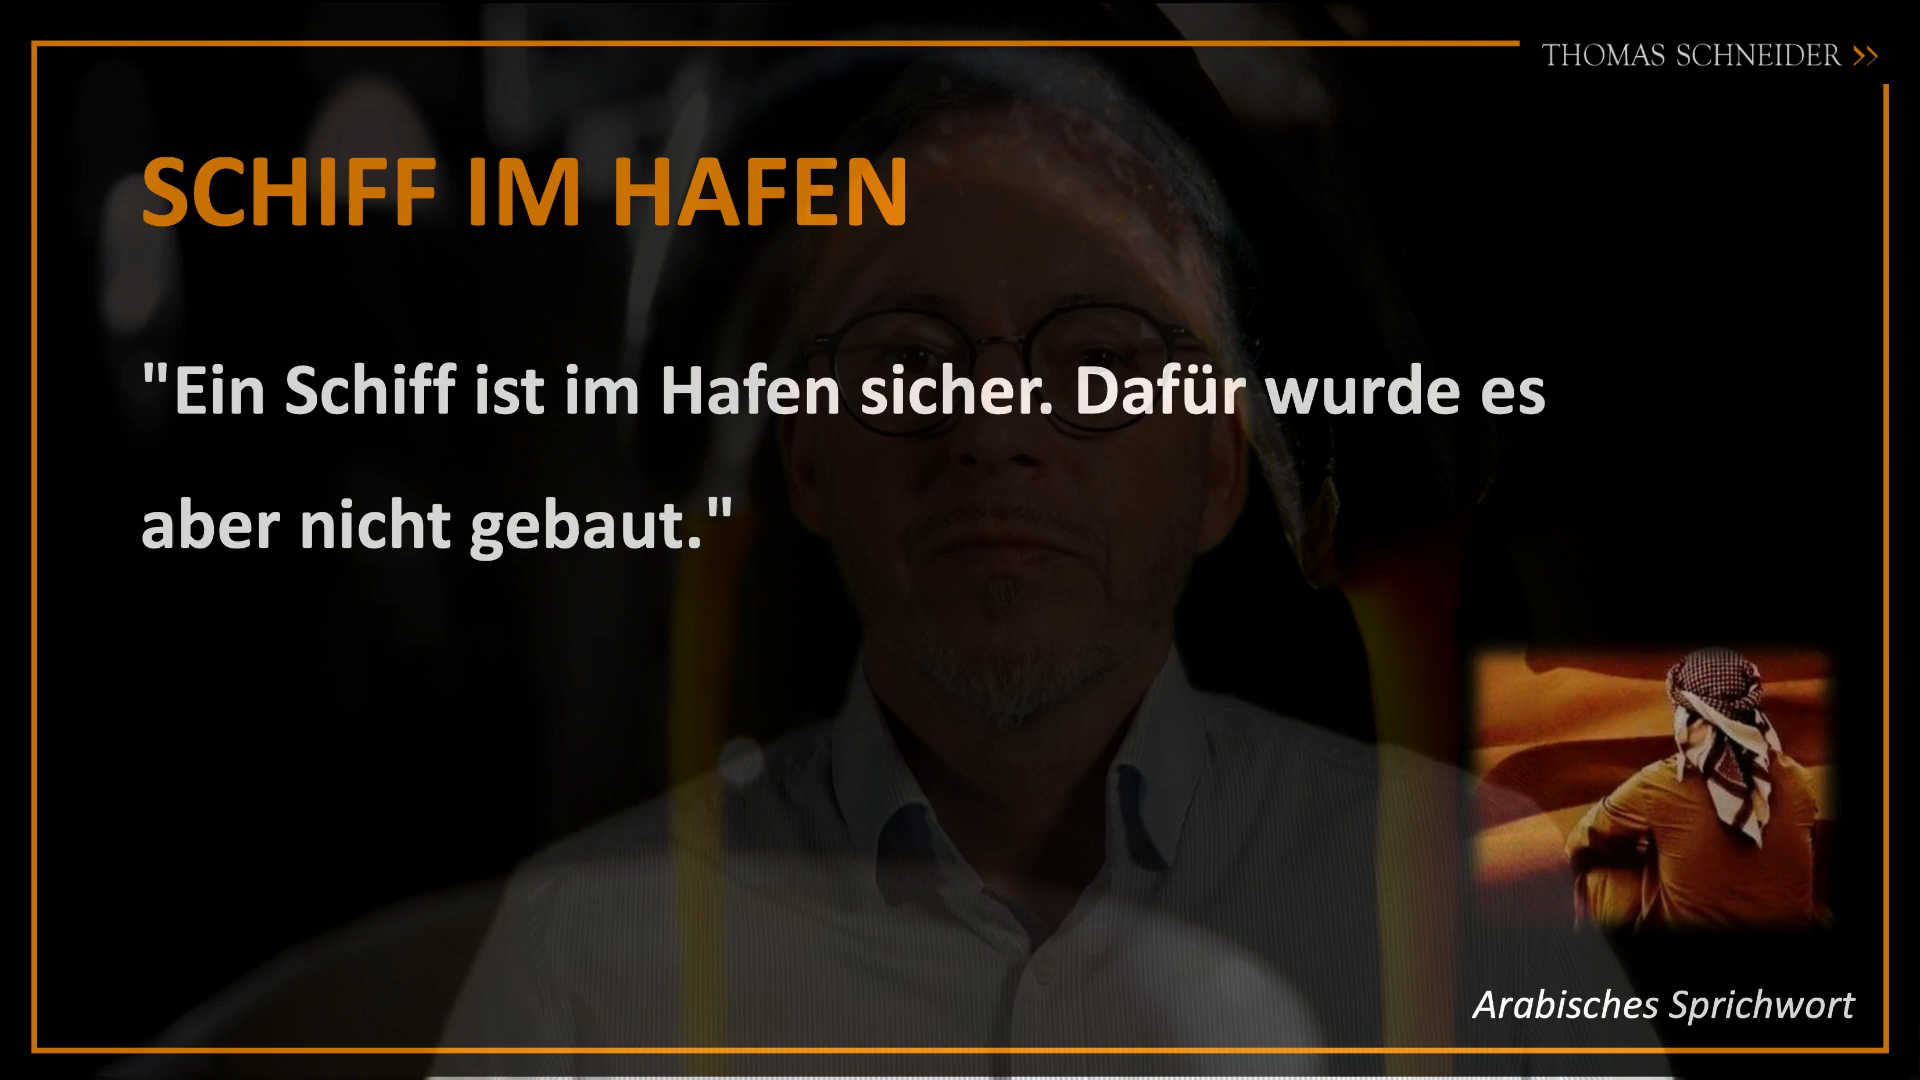 THOMAS SCHNEIDER >>
SCHIFF IM HAFEN
"Ein Schiff ist im Hafen sicher. Dafür wurde es
aber nicht gebaut."
Arabisches Sprichwort